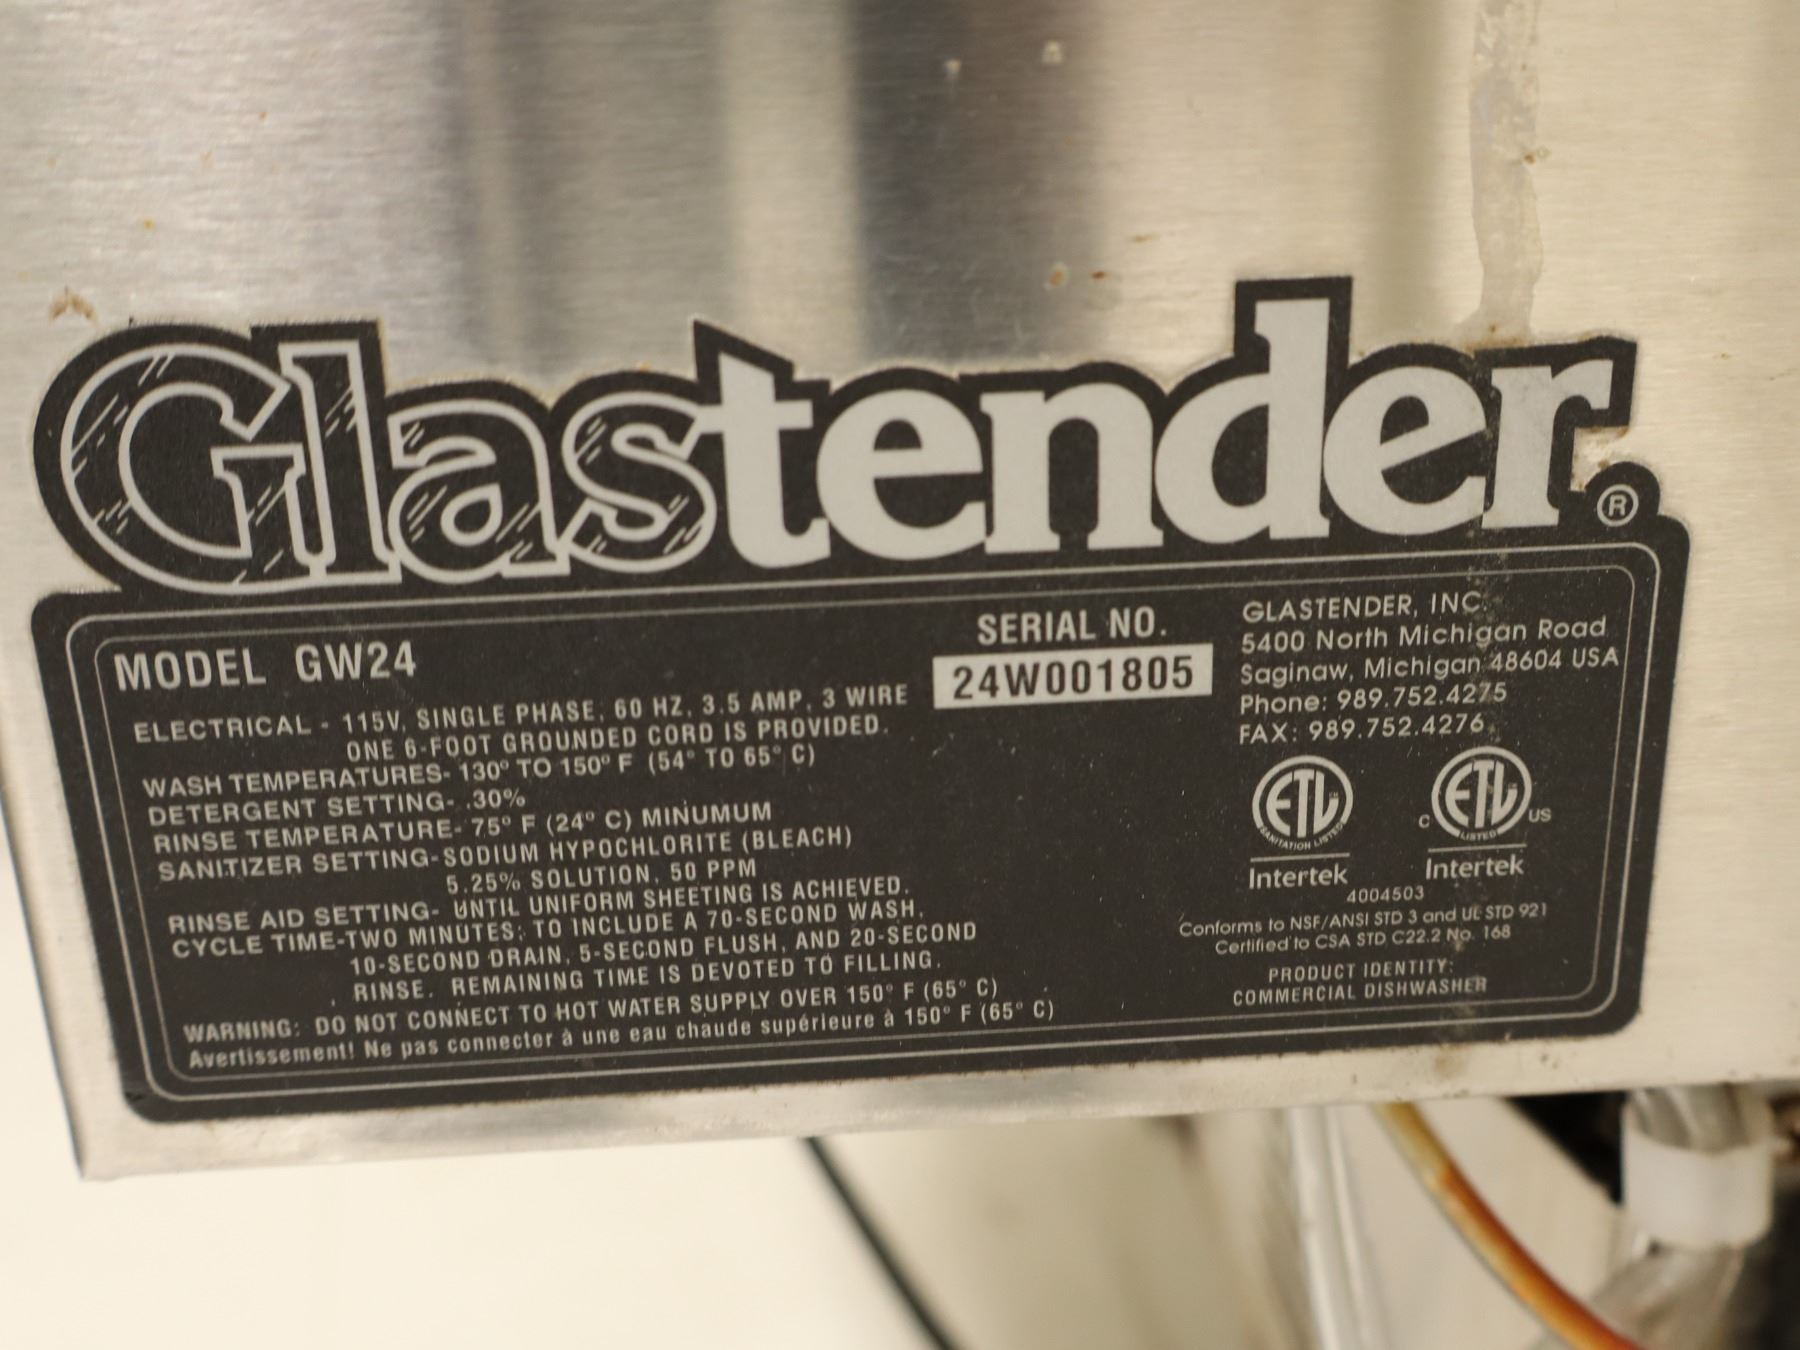 Glastender®
MODEL GW24
ELECTRICAL - 115V, SINGLE PHASE, 60 HZ, 3.5 AMP, 3 WIRE
ONE 6-FOOT GROUNDED CORD IS PROVIDED.
WASH TEMPERATURES- 130° TO 150° F (54° TO 65° C)
DETERGENT SETTING- .30%
RINSE TEMPERATURE- 75° F (24° C) MINUMUM
SANITIZER SETTING-SODIUM HYPOCHLORITE (BLEACH)
5.25% SOLUTION, 50 PPM
RINSE AID SETTING- UNTIL UNIFORM SHEETING IS ACHIEVED.
CYCLE TIME-TWO MINUTES; TO INCLUDE A 70-SECOND WASH,
10-SECOND DRAIN, 5-SECOND FLUSH, AND 20-SECOND
RINSE. REMAINING TIME IS DEVOTED TO FILLING.
WARNING: DO NOT CONNECT TO HOT WATER SUPPLY OVER 150° F (65° C)
Avertissement! Ne pas connecter à une eau chaude supérieure à 150° F (65° C)
SERIAL NO.
24W001805
GLASTENDER, INC.
5400 North Michigan Road
Saginaw, Michigan 48604 USA
Phone: 989.752.4275
FAX: 989.752.4276
ETL
SANITATION LISTED
Intertek
C ETL US
LISTED
Intertek
4004503
Conforms to NSF/ANSI STD 3 and UL STD 921
Certified to CSA STD C22.2 No. 168
PRODUCT IDENTITY:
COMMERCIAL DISHWASHER